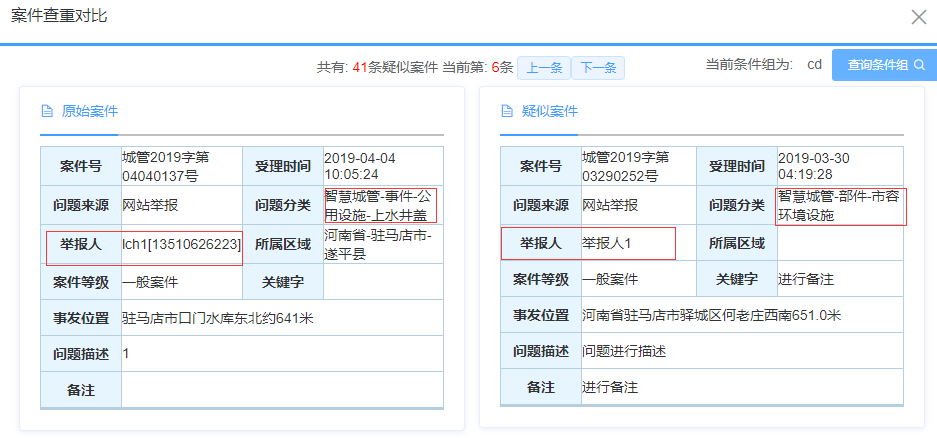 案件查重对比
共有: 41条疑似案件 当前第: 6条 上一条 下一条 当前条件组为: cd 查询条件组
原始案件
案件号 城管2019字第 受理时间 2019-04-04
04040137号 10:05:24
问题来源 网站举报 问题分类 智慧城管-事件-公
用设施-上水井盖
举报人 lch1[13510626223] 所属区域 河南省-驻马店市-
遂平县
案件等级 一般案件 关键字
事发位置 驻马店市口门水库东北约641米
问题描述 1
备注
疑似案件
案件号 城管2019字第 受理时间 2019-03-30
03290252号 04:19:28
问题来源 网站举报 问题分类 智慧城管-部件-市容
环境设施
举报人 举报人1 所属区域
案件等级 一般案件 关键字 进行备注
事发位置 河南省驻马店市驿城区何老庄西南651.0米
问题描述 问题进行描述
备注 进行备注